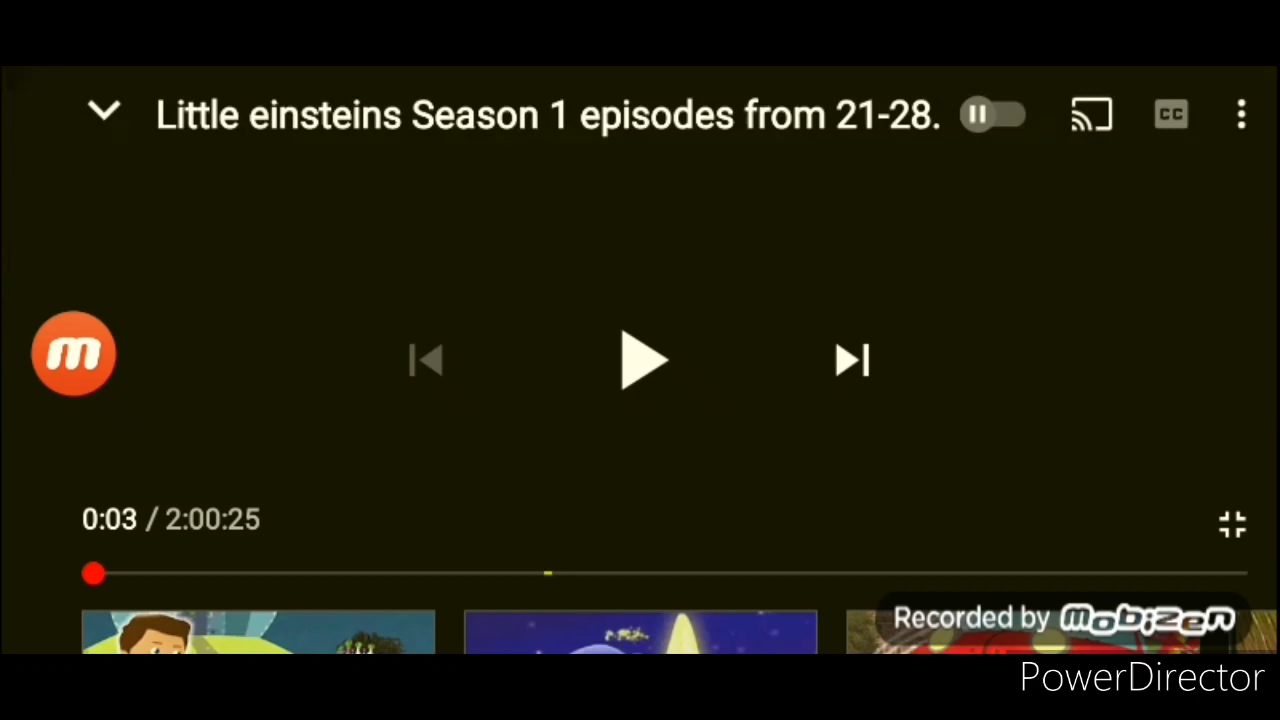 Little einsteins Season 1 episodes from 21-28.
CC
m
0:03 / 2:00:25
Recorded by mobizen
PowerDirector